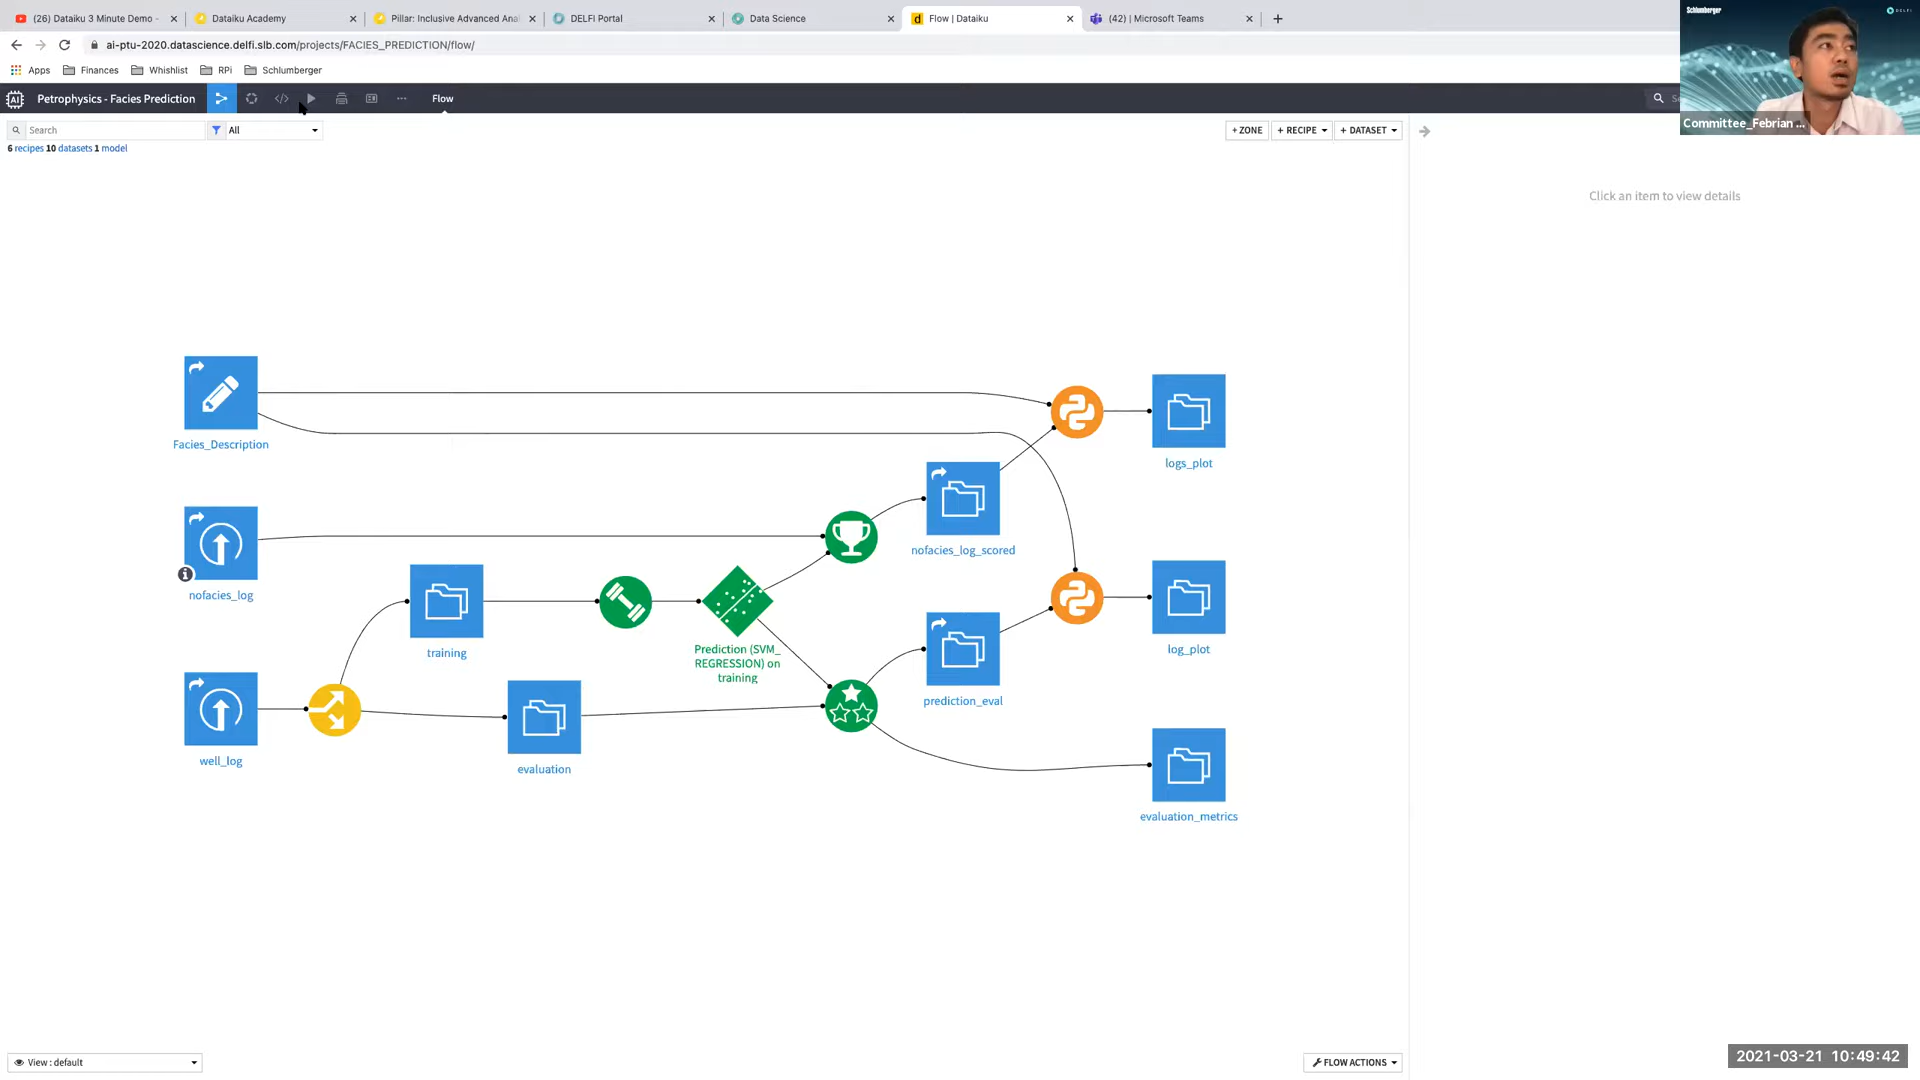 (26) Dataiku 3 Minute Demo -
Dataiku Academy
Pillar: Inclusive Advanced Anal
DELFI Portal
Data Science
Flow | Dataiku
(42) | Microsoft Teams
ai-ptu-2020.datascience.delfi.slb.com/projects/FACIES_PREDICTION/flow/
Apps
Finances
Whishlist
RPi
Schlumberger
Schlumberger
DELFI
Petrophysics - Facies Prediction
Flow
Se
Committee_Febrian ...
Search
All
+ ZONE
+ RECIPE
+ DATASET
6 recipes 10 datasets 1 model
Click an item to view details
Facies_Description
logs_plot
nofacies_log_scored
nofacies_log
training
Prediction (SVM_
REGRESSION) on
training
log_plot
prediction_eval
well_log
evaluation
evaluation_metrics
View : default
FLOW ACTIONS
2021-03-21 10:49:42